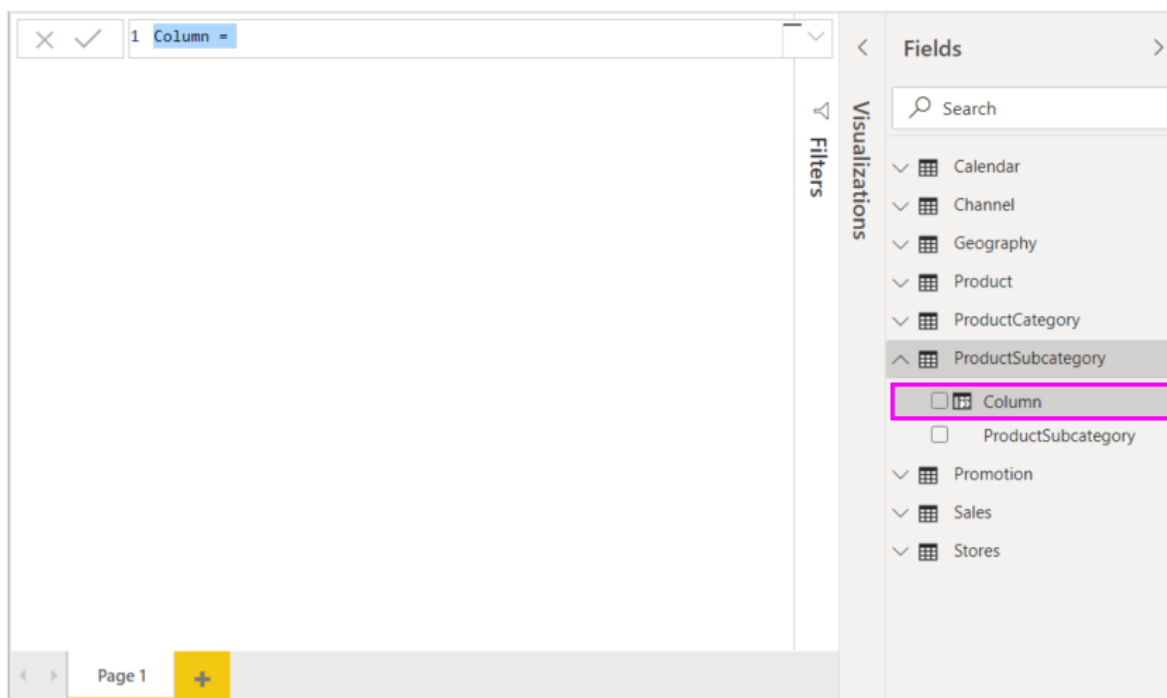 1 Column =
Filters
Visualizations
Fields
Search
Calendar
Channel
Geography
Product
ProductCategory
ProductSubcategory
Column
ProductSubcategory
Promotion
Sales
Stores
Page 1